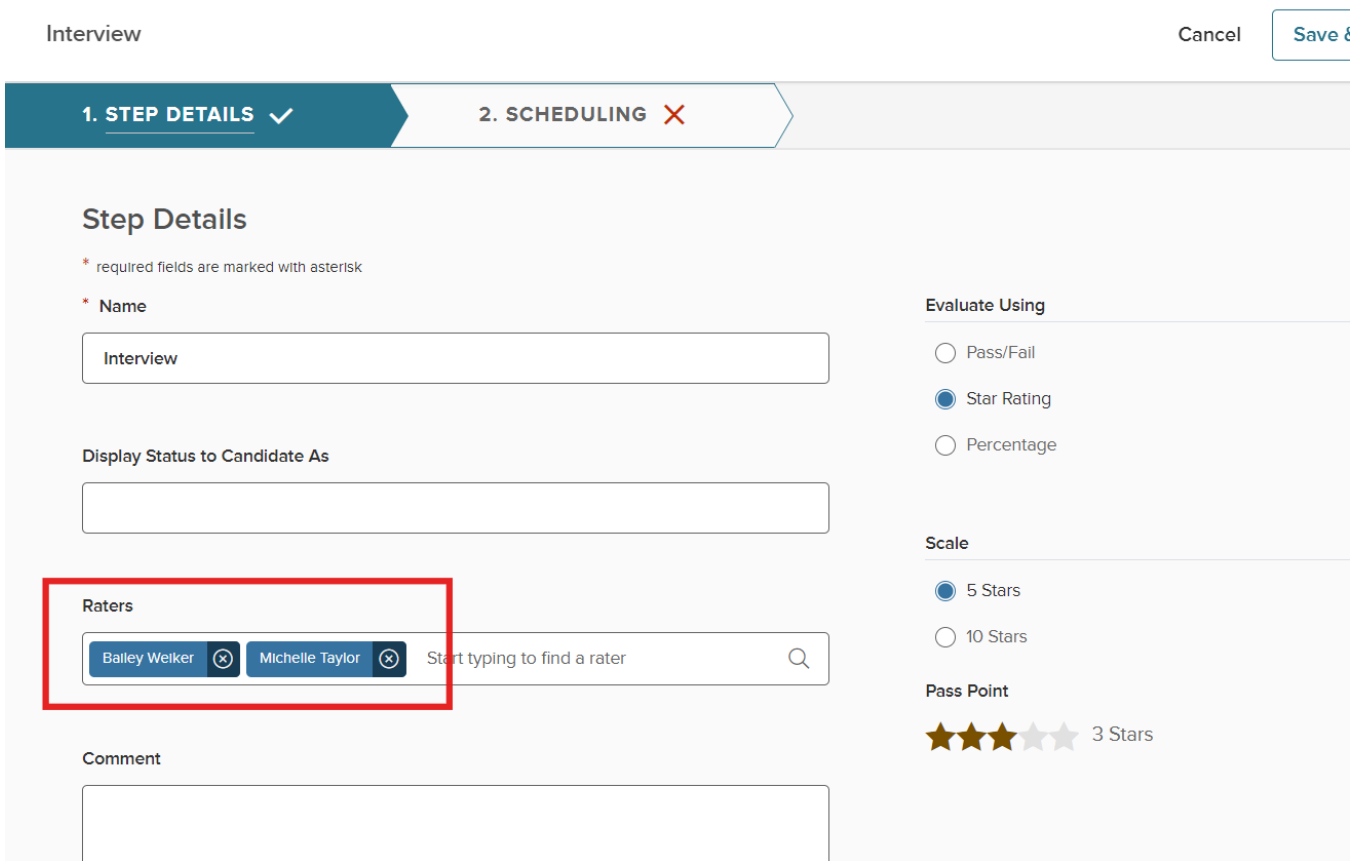 Interview
Cancel
Save &
1. STEP DETAILS
2. SCHEDULING
Step Details
* required fields are marked with asterisk
* Name
Interview
Display Status to Candidate As
Raters
Bailey Welker
Michelle Taylor
Start typing to find a rater
Comment
Evaluate Using
Pass/Fail
Star Rating
Percentage
Scale
5 Stars
10 Stars
Pass Point
3 Stars